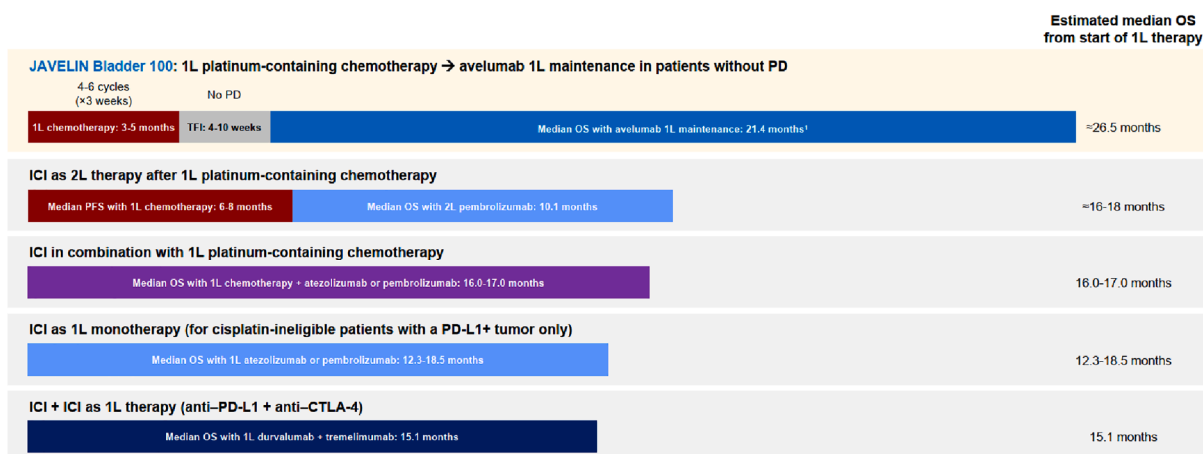 Estimated median OS
from start of 1L therapy
JAVELIN Bladder 100: 1L platinum-containing chemotherapy → avelumab 1L maintenance in patients without PD
4-6 cycles
(×3 weeks)
No PD
1L chemotherapy: 3-5 months
TFI: 4-10 weeks
Median OS with avelumab 1L maintenance: 21.4 months¹
≈26.5 months
ICI as 2L therapy after 1L platinum-containing chemotherapy
Median PFS with 1L chemotherapy: 6-8 months
Median OS with 2L pembrolizumab: 10.1 months
≈16-18 months
ICI in combination with 1L platinum-containing chemotherapy
Median OS with 1L chemotherapy + atezolizumab or pembrolizumab: 16.0-17.0 months
16.0-17.0 months
ICI as 1L monotherapy (for cisplatin-ineligible patients with a PD-L1+ tumor only)
Median OS with 1L atezolizumab or pembrolizumab: 12.3-18.5 months
12.3-18.5 months
ICI + ICI as 1L therapy (anti–PD-L1 + anti–CTLA-4)
Median OS with 1L durvalumab + tremelimumab: 15.1 months
15.1 months